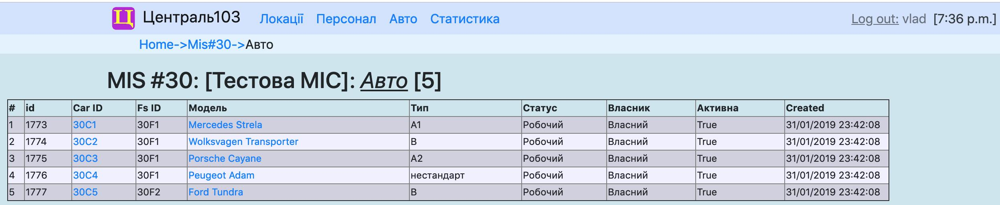 Ц Централь103 Локації Персонал Авто Статистика Log out: vlad [7:36 p.m.]
Home->Mis#30->Авто
MIS #30: [Тестова МІС]: Авто [5]
# id Car ID Fs ID Модель Тип Статус Власник Активна Created
1 1773 30C1 30F1 Mercedes Strela A1 Робочий Власний True 31/01/2019 23:42:08
2 1774 30C2 30F1 Wolksvagen Transporter B Робочий Власний True 31/01/2019 23:42:08
3 1775 30C3 30F1 Porsche Cayane A2 Робочий Власний True 31/01/2019 23:42:08
4 1776 30C4 30F1 Peugeot Adam нестандарт Робочий Власний True 31/01/2019 23:42:08
5 1777 30C5 30F2 Ford Tundra B Робочий Власний True 31/01/2019 23:42:08